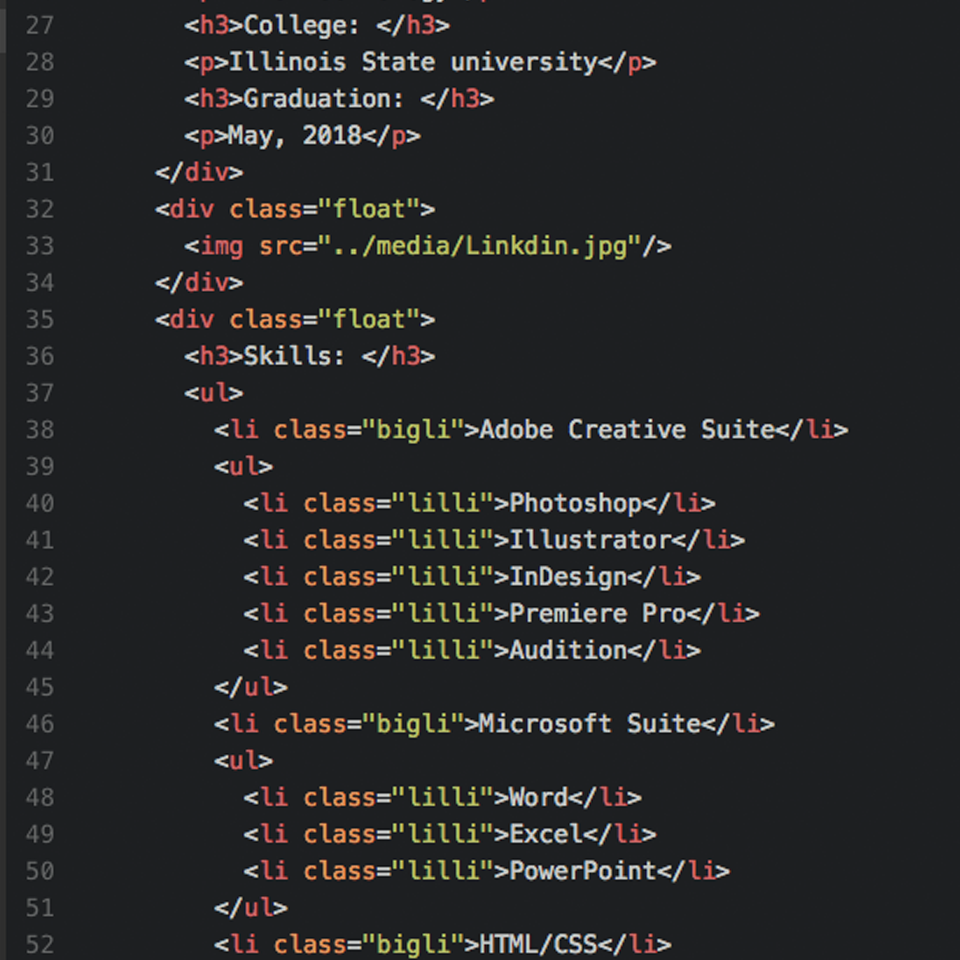 27 <h3>College: </h3>
28 <p>Illinois State university</p>
29 <h3>Graduation: </h3>
30 <p>May, 2018</p>
31 </div>
32 <div class="float">
33 <img src="../media/Linkdin.jpg"/>
34 </div>
35 <div class="float">
36 <h3>Skills: </h3>
37 <ul>
38 <li class="bigli">Adobe Creative Suite</li>
39 <ul>
40 <li class="lilli">Photoshop</li>
41 <li class="lilli">Illustrator</li>
42 <li class="lilli">InDesign</li>
43 <li class="lilli">Premiere Pro</li>
44 <li class="lilli">Audition</li>
45 </ul>
46 <li class="bigli">Microsoft Suite</li>
47 <ul>
48 <li class="lilli">Word</li>
49 <li class="lilli">Excel</li>
50 <li class="lilli">PowerPoint</li>
51 </ul>
52 <li class="bigli">HTML/CSS</li>